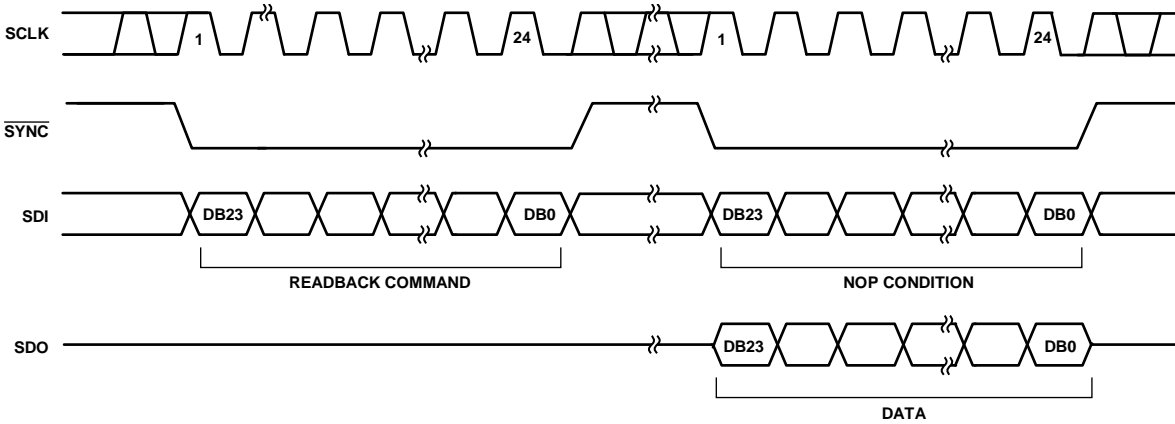 SCLK
1
24
1
24
SYNC
SDI
DB23
DB0
DB23
DB0
READBACK COMMAND
NOP CONDITION
SDO
DB23
DB0
DATA